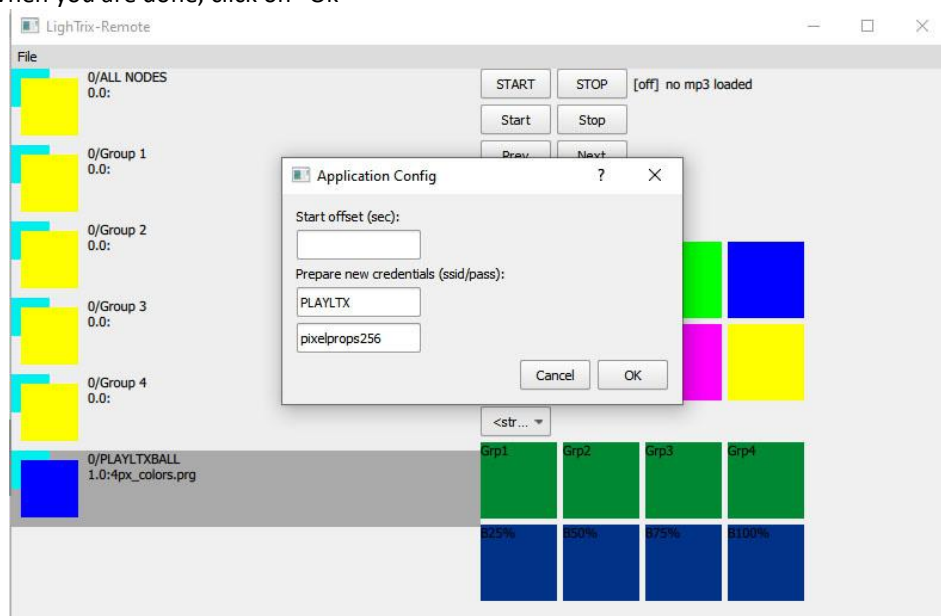 When you are done, click on "Ok"
LighTrix-Remote
File
0/ALL NODES
0.0:
START
STOP
[off] no mp3 loaded
Start
Stop
0/Group 1
0.0:
Prev
Next
Application Config
?
Start offset (sec):
0/Group 2
0.0:
Prepare new credentials (ssid/pass):
PLAYLTX
0/Group 3
0.0:
pixelprops256
Cancel
OK
0/Group 4
0.0:
<str...
0/PLAYLTXBALL
1.0:4px_colors.prg
Grp1
Grp2
Grp3
Grp4
B25%
B50%
B75%
B100%